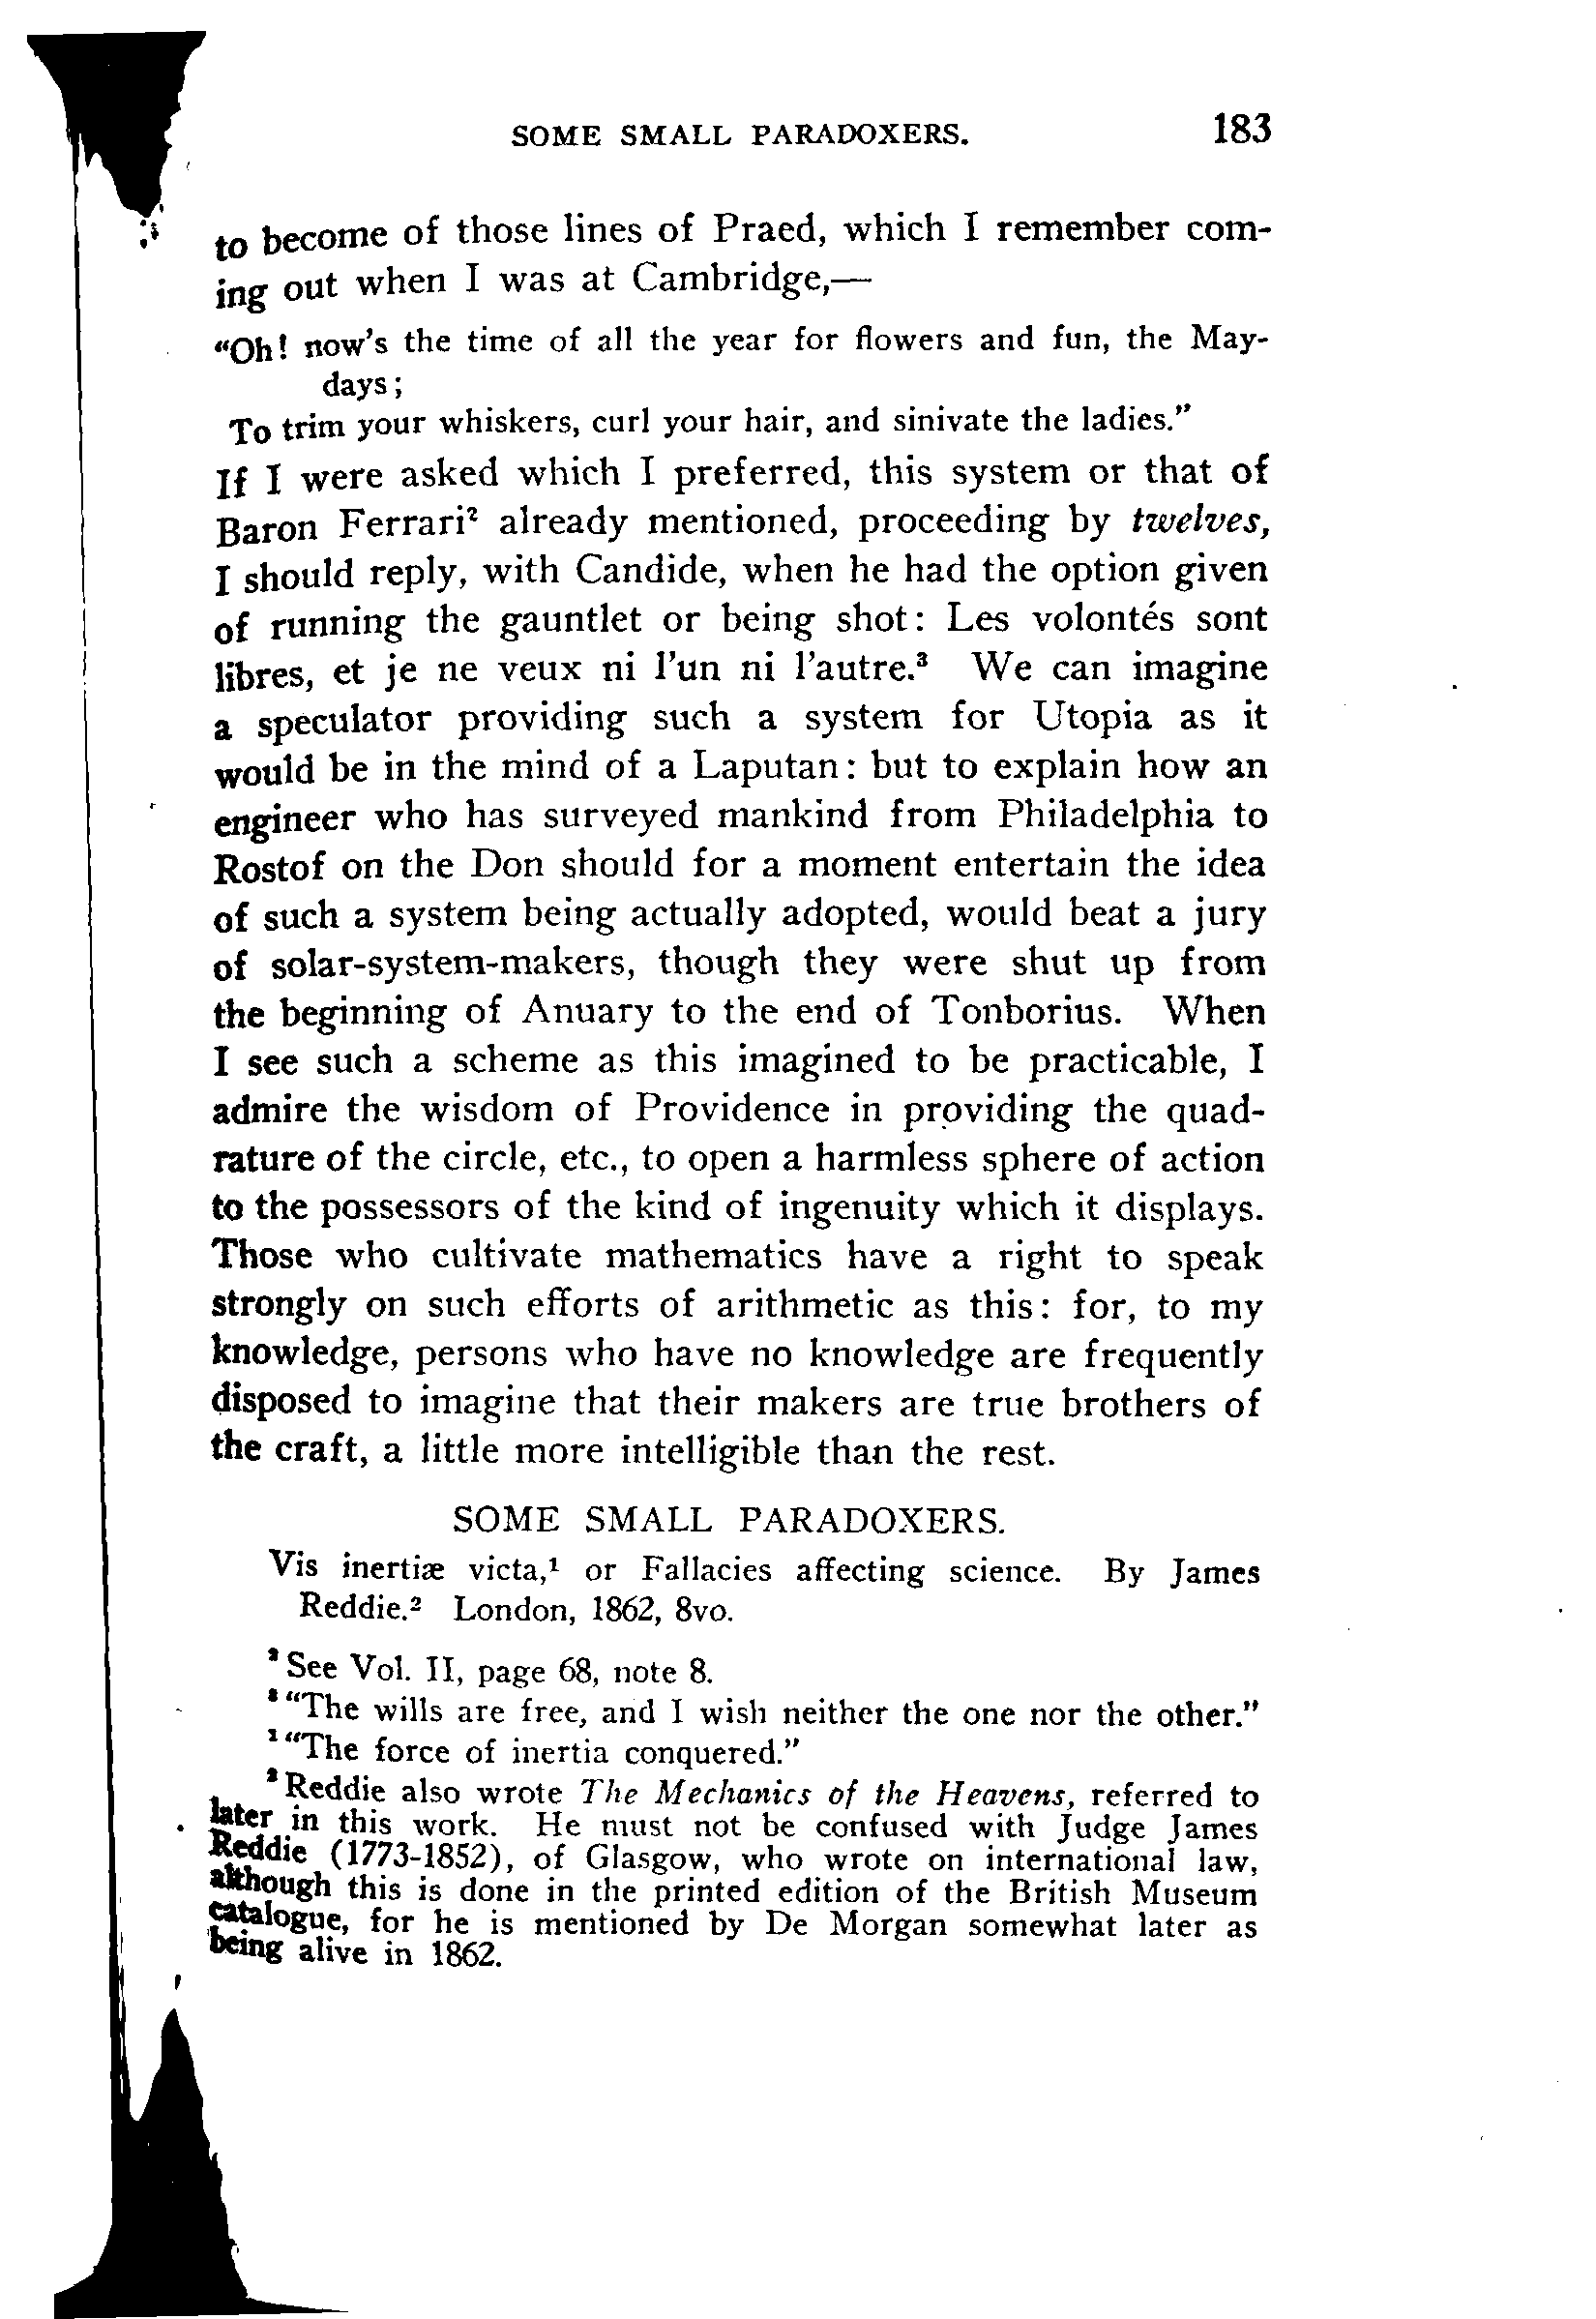 SOME SMALL PARADOXERS. 183
to become of those lines of Praed, which I remember com-
ing out when I was at Cambridge,—
“Oh! now's the time of all the year for flowers and fun, the May-
days;
To trim your whiskers, curl your hair, and sinivate the ladies.”
If I were asked which I preferred, this system or that of
Baron Ferrari² already mentioned, proceeding by twelves,
I should reply, with Candide, when he had the option given
of running the gauntlet or being shot: Les volontés sont
libres, et je ne veux ni l'un ni l'autre.³ We can imagine
a speculator providing such a system for Utopia as it
would be in the mind of a Laputan: but to explain how an
engineer who has surveyed mankind from Philadelphia to
Rostof on the Don should for a moment entertain the idea
of such a system being actually adopted, would beat a jury
of solar-system-makers, though they were shut up from
the beginning of Anuary to the end of Tonborius. When
I see such a scheme as this imagined to be practicable, I
admire the wisdom of Providence in providing the quad-
rature of the circle, etc., to open a harmless sphere of action
to the possessors of the kind of ingenuity which it displays.
Those who cultivate mathematics have a right to speak
strongly on such efforts of arithmetic as this: for, to my
knowledge, persons who have no knowledge are frequently
disposed to imagine that their makers are true brothers of
the craft, a little more intelligible than the rest.
SOME SMALL PARADOXERS.
Vis inertiæ victa,¹ or Fallacies affecting science. By James
Reddie.² London, 1862, 8vo.
² See Vol. II, page 68, note 8.
³ “The wills are free, and I wish neither the one nor the other.”
¹ “The force of inertia conquered.”
² Reddie also wrote The Mechanics of the Heavens, referred to
later in this work. He must not be confused with Judge James
Reddie (1773-1852), of Glasgow, who wrote on international law,
although this is done in the printed edition of the British Museum
catalogue, for he is mentioned by De Morgan somewhat later as
being alive in 1862.